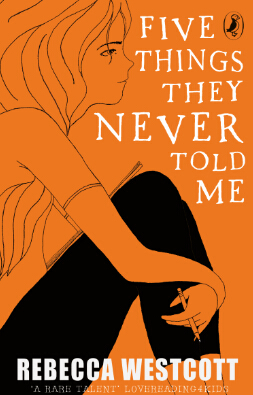 FIVE
THINGS
THEY
NEVER
TOLD
ME
REBECCA WESTCOTT
'A RARE TALENT' LOVEREADING4KIDS